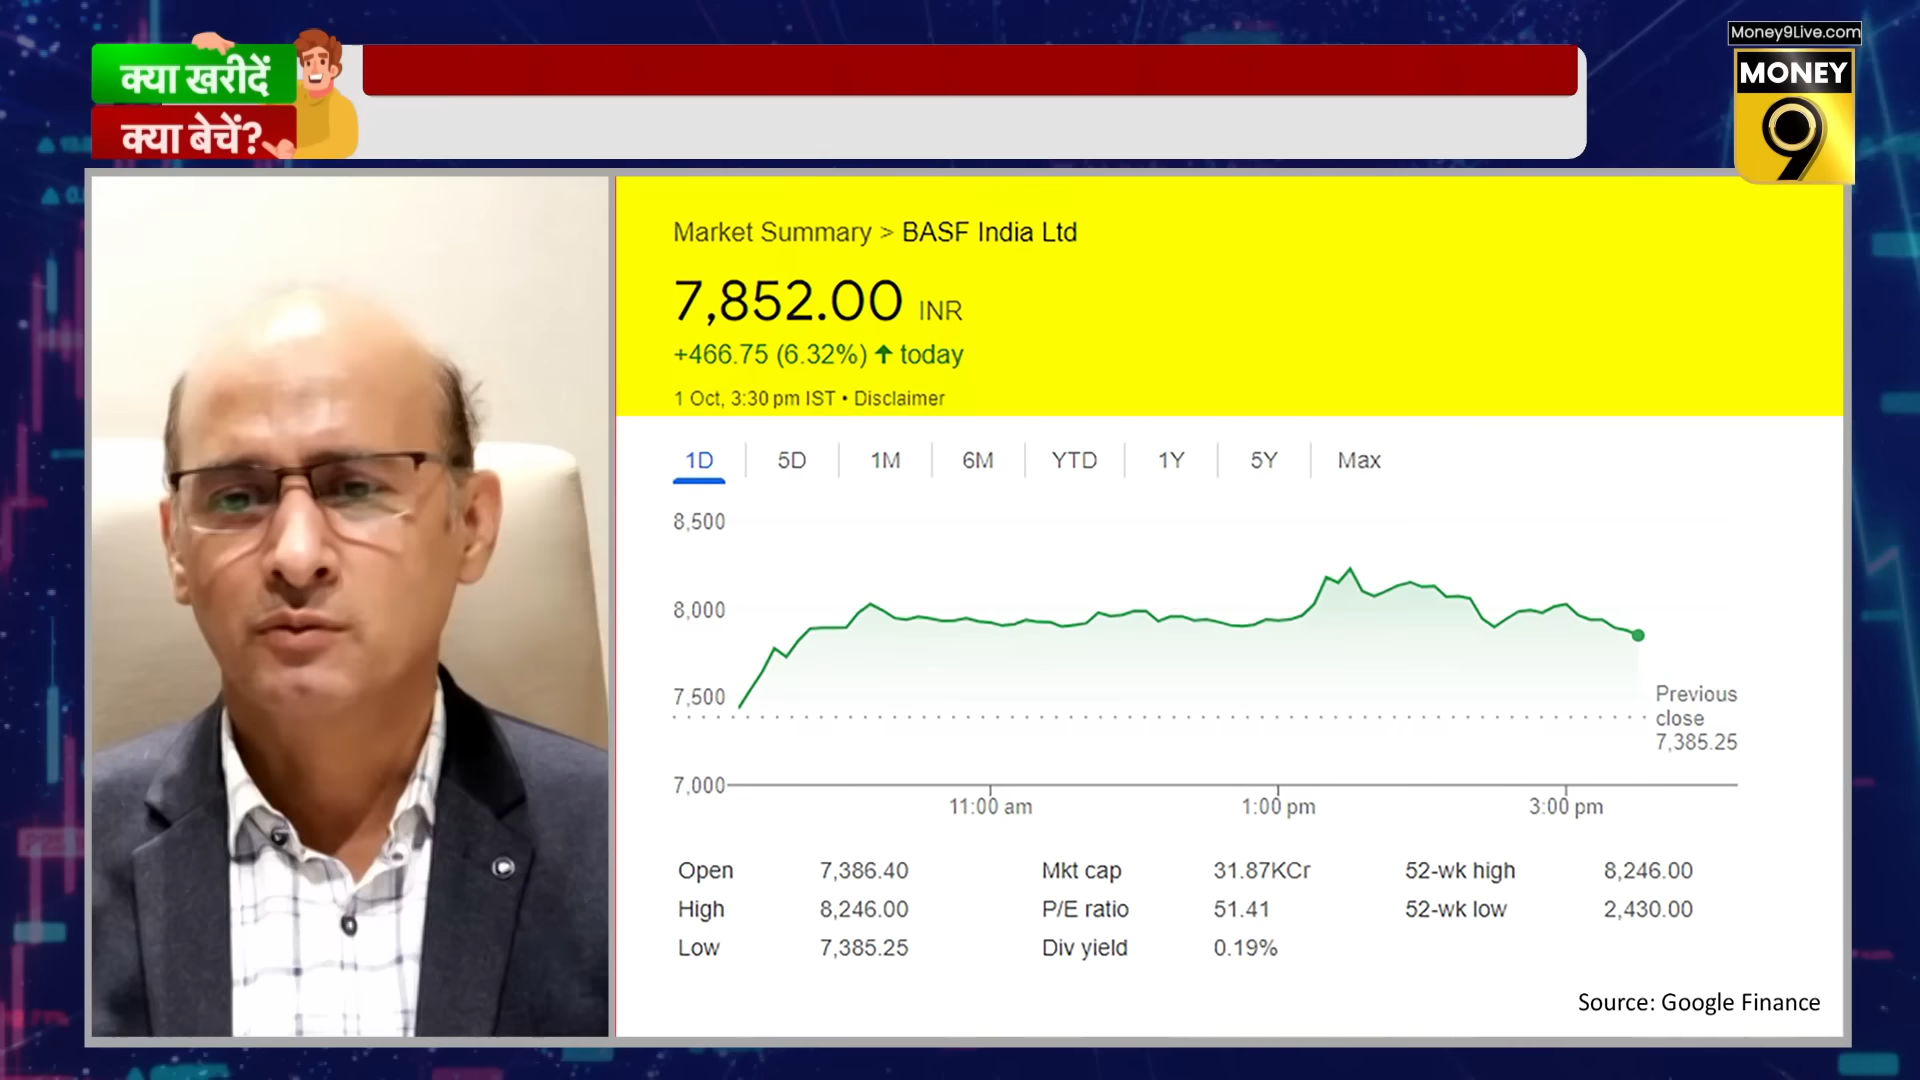 Money9Live.com
MONEY
9
क्या खरीदें
क्या बेचें?
Market Summary > BASF India Ltd
7,852.00 INR
+466.75 (6.32%) ↑ today
1 Oct, 3:30 pm IST • Disclaimer
1D 5D 1M 6M YTD 1Y 5Y Max
8,500
8,000
7,500
7,000
Previous
close
7,385.25
11:00 am 1:00 pm 3:00 pm
Open 7,386.40 Mkt cap 31.87KCr 52-wk high 8,246.00
High 8,246.00 P/E ratio 51.41 52-wk low 2,430.00
Low 7,385.25 Div yield 0.19%
Source: Google Finance